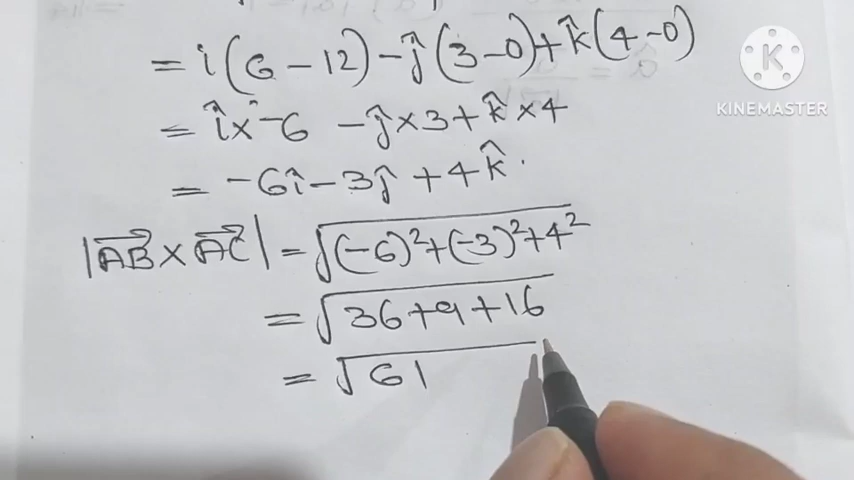 = i(6-12)-ĵ(3-0)+k̂(4-0)
= îx-6 -ĵx3+k̂x4
= -6î-3ĵ+4k̂.
|AB⃗xAC⃗| = √(-6)²+(-3)²+4²
= √36+9+16
= √61
K
KINEMASTER